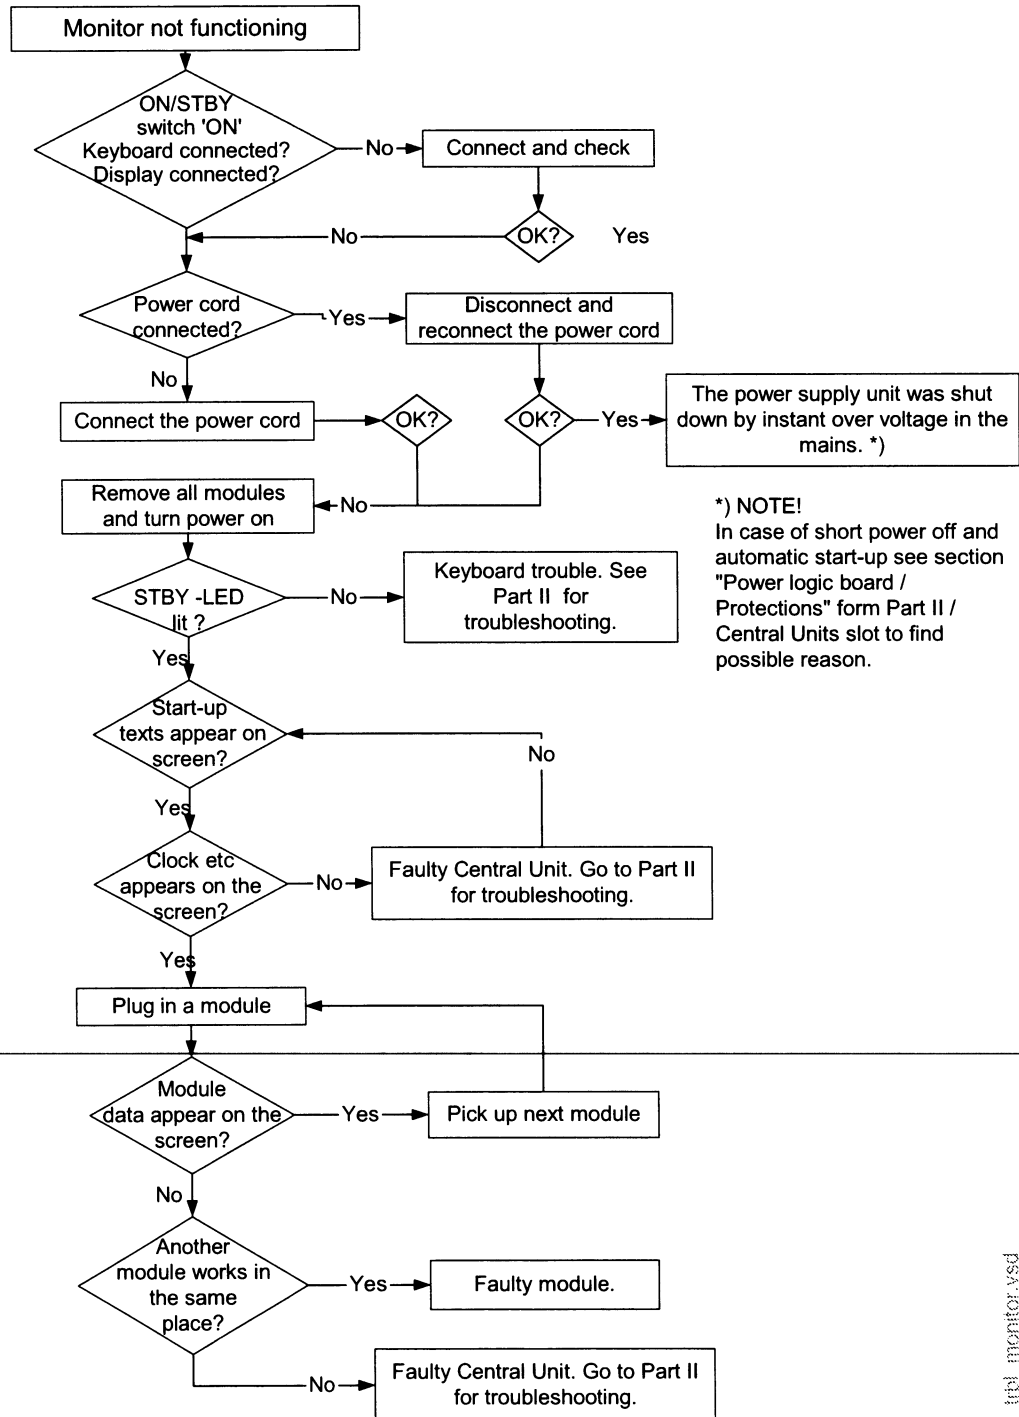 Monitor not functioning
ON/STBY
switch 'ON'
Keyboard connected?
Display connected?
No
Connect and check
No
OK?
Yes
Power cord
connected?
Yes
Disconnect and
reconnect the power cord
No
Connect the power cord
OK?
OK?
Yes
The power supply unit was shut
down by instant over voltage in the
mains. *)
Remove all modules
and turn power on
No
*) NOTE!
In case of short power off and
automatic start-up see section
"Power logic board /
Protections" form Part II /
Central Units slot to find
possible reason.
STBY -LED
lit ?
No
Keyboard trouble. See
Part II for
troubleshooting.
Yes
Start-up
texts appear on
screen?
No
Yes
Clock etc
appears on the
screen?
No
Faulty Central Unit. Go to Part II
for troubleshooting.
Yes
Plug in a module
Module
data appear on the
screen?
Yes
Pick up next module
No
Another
module works in
the same
place?
Yes
Faulty module.
No
Faulty Central Unit. Go to Part II
for troubleshooting.
trbl_monitor.vsd